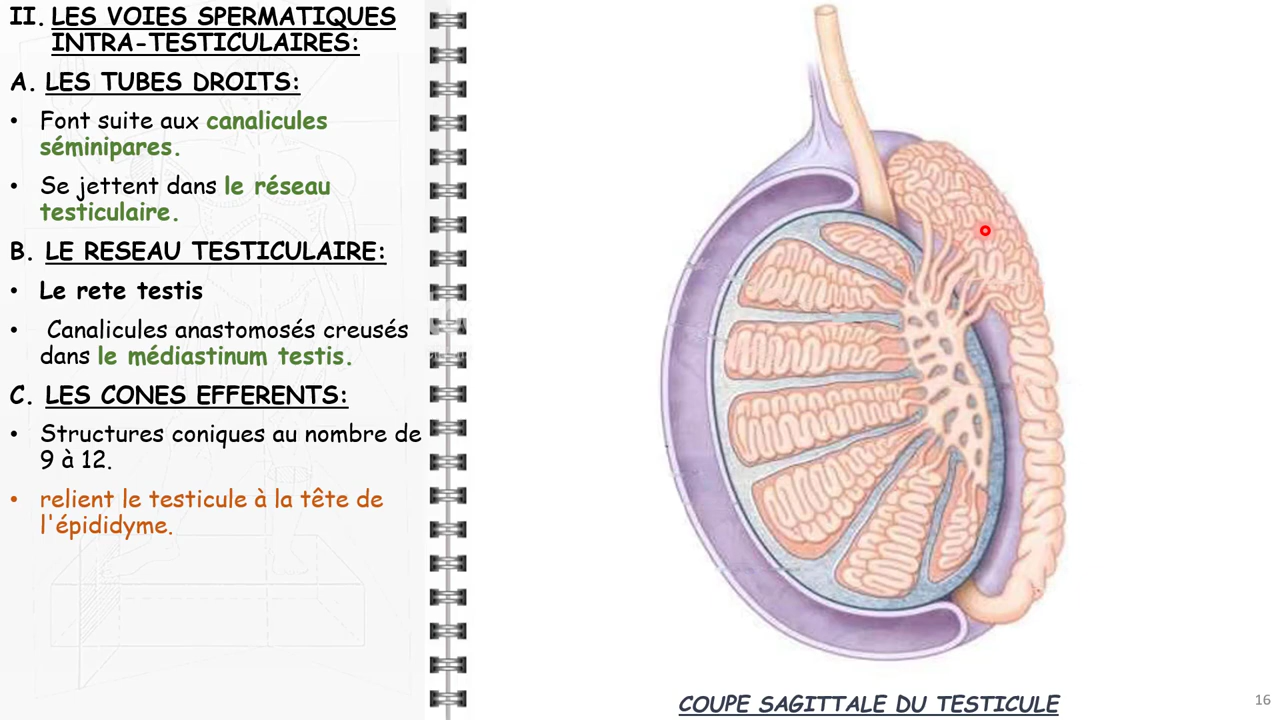 II. LES VOIES SPERMATIQUES
INTRA-TESTICULAIRES:
A. LES TUBES DROITS:
• Font suite aux canalicules
séminipares.
• Se jettent dans le réseau
testiculaire.
B. LE RESEAU TESTICULAIRE:
• Le rete testis
• Canalicules anastomosés creusés
dans le médiastinum testis.
C. LES CONES EFFERENTS:
• Structures coniques au nombre de
9 à 12.
• relient le testicule à la tête de
l'épididyme.
COUPE SAGITTALE DU TESTICULE
16